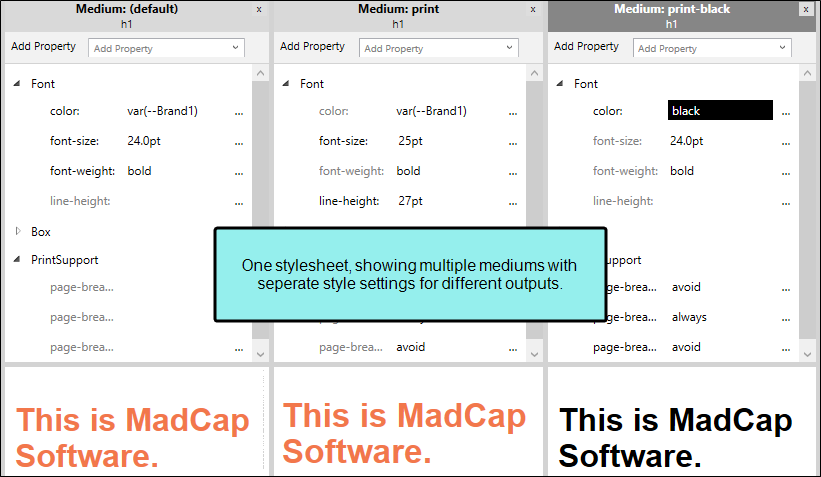 Medium: (default) x
h1
Add Property Add Property
Font
color: var(--Brand1) ...
font-size: 24.0pt ...
font-weight: bold ...
line-height: ...
Box
PrintSupport
page-brea...
page-brea...
page-brea... ...
This is MadCap
Software.
Medium: print x
h1
Add Property Add Property
Font
color: var(--Brand1) ...
font-size: 25pt ...
font-weight: bold ...
line-height: 27pt ...
page-brea... avoid ...
This is MadCap
Software.
Medium: print-black x
h1
Add Property Add Property
Font
color: black ...
font-size: 24.0pt ...
font-weight: bold ...
line-height: ...
page-brea... avoid ...
page-brea... always ...
page-brea... avoid ...
This is MadCap
Software.
One stylesheet, showing multiple mediums with
seperate style settings for different outputs.